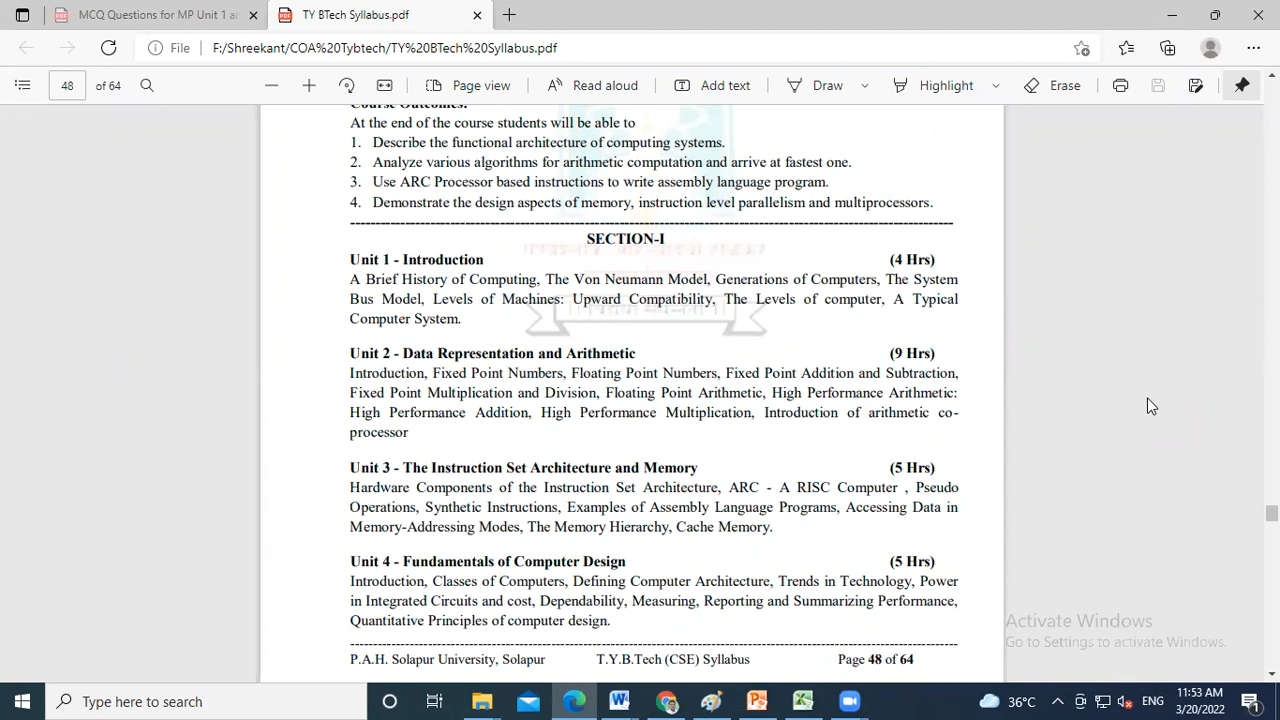 MCQ Questions for MP Unit 1 a
TY BTech Syllabus.pdf
File
F:/Shreekant/COA%20Tybtech/TY%20BTech%20Syllabus.pdf
48 of 64
Page view
Read aloud
Add text
Draw
Highlight
Erase
Course Outcomes:
At the end of the course students will be able to
1. Describe the functional architecture of computing systems.
2. Analyze various algorithms for arithmetic computation and arrive at fastest one.
3. Use ARC Processor based instructions to write assembly language program.
4. Demonstrate the design aspects of memory, instruction level parallelism and multiprocessors.
SECTION-I
Unit 1 - Introduction (4 Hrs)
A Brief History of Computing, The Von Neumann Model, Generations of Computers, The System
Bus Model, Levels of Machines: Upward Compatibility, The Levels of computer, A Typical
Computer System.
Unit 2 - Data Representation and Arithmetic (9 Hrs)
Introduction, Fixed Point Numbers, Floating Point Numbers, Fixed Point Addition and Subtraction,
Fixed Point Multiplication and Division, Floating Point Arithmetic, High Performance Arithmetic:
High Performance Addition, High Performance Multiplication, Introduction of arithmetic co-
processor
Unit 3 - The Instruction Set Architecture and Memory (5 Hrs)
Hardware Components of the Instruction Set Architecture, ARC - A RISC Computer , Pseudo
Operations, Synthetic Instructions, Examples of Assembly Language Programs, Accessing Data in
Memory-Addressing Modes, The Memory Hierarchy, Cache Memory.
Unit 4 - Fundamentals of Computer Design (5 Hrs)
Introduction, Classes of Computers, Defining Computer Architecture, Trends in Technology, Power
in Integrated Circuits and cost, Dependability, Measuring, Reporting and Summarizing Performance,
Quantitative Principles of computer design.
P.A.H. Solapur University, Solapur T.Y.B.Tech (CSE) Syllabus Page 48 of 64
Activate Windows
Go to Settings to activate Windows.
Type here to search
36°C
ENG
11:53 AM
3/20/2022
1